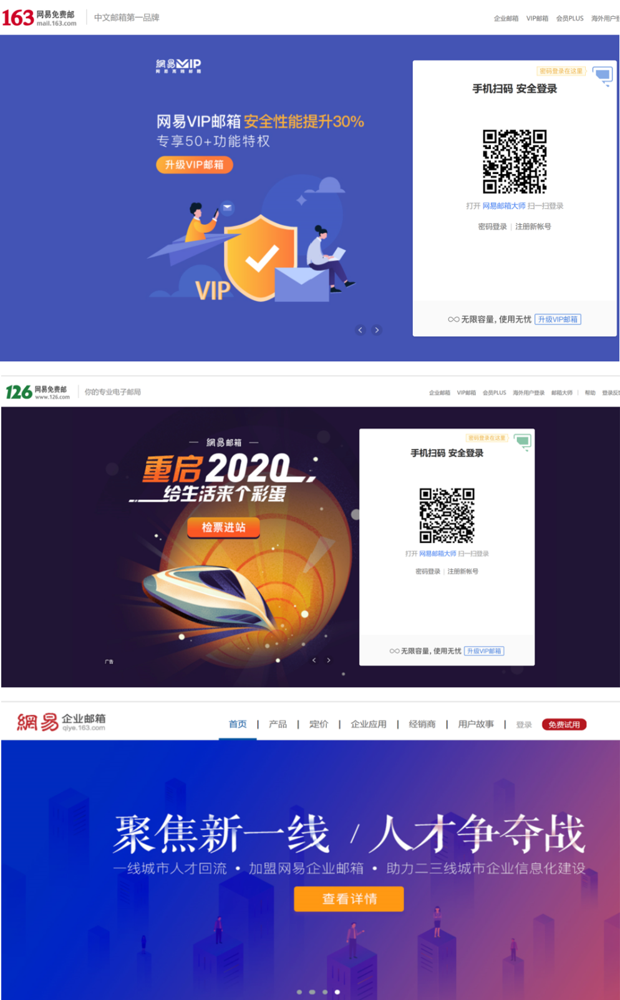 163 网易免费邮 mail.163.com 中文邮箱第一品牌
企业邮箱 VIP邮箱 会员PLUS 海外用户登
網易VIP
网易高端邮箱
网易VIP邮箱 安全性能提升30%
专享50+功能特权
升级VIP邮箱
VIP
密码登录在这里
手机扫码 安全登录
打开 网易邮箱大师 扫一扫登录
密码登录 | 注册新帐号
无限容量, 使用无忧 升级VIP邮箱
126 网易免费邮 www.126.com 你的专业电子邮局
企业邮箱 VIP邮箱 会员PLUS 海外用户登录 邮箱大师 | 帮助 登录反馈
網易邮箱
重启2020
给生活来个彩蛋
检票进站
广告
密码登录在这里
手机扫码 安全登录
打开 网易邮箱大师 扫一扫登录
密码登录 | 注册新帐号
无限容量, 使用无忧 升级VIP邮箱
網易 企业邮箱 qiye.163.com
首页 | 产品 | 定价 | 企业应用 | 经销商 | 用户故事 | 登录 免费试用
聚焦新一线 / 人才争夺战
一线城市人才回流 • 加盟网易企业邮箱 • 助力二三线城市企业信息化建设
查看详情